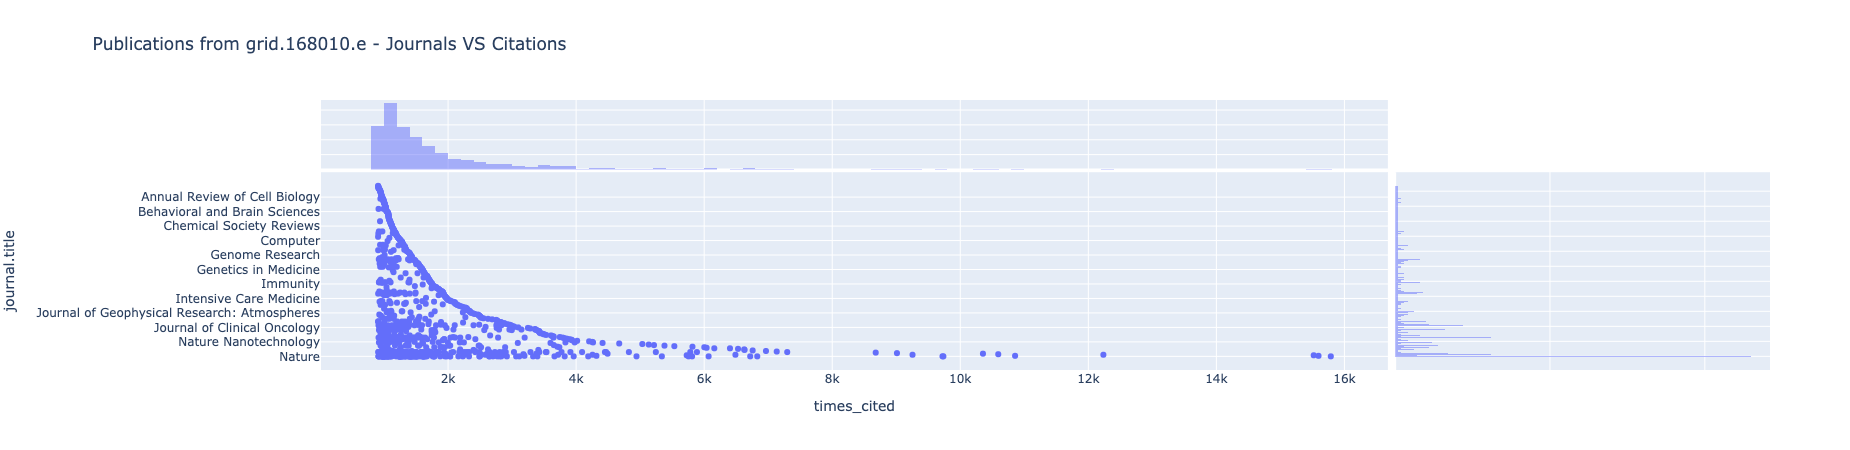 Publications from grid.168010.e - Journals VS Citations
journal.title
Annual Review of Cell Biology
Behavioral and Brain Sciences
Chemical Society Reviews
Computer
Genome Research
Genetics in Medicine
Immunity
Intensive Care Medicine
Journal of Geophysical Research: Atmospheres
Journal of Clinical Oncology
Nature Nanotechnology
Nature
2k 4k 6k 8k 10k 12k 14k 16k
times_cited